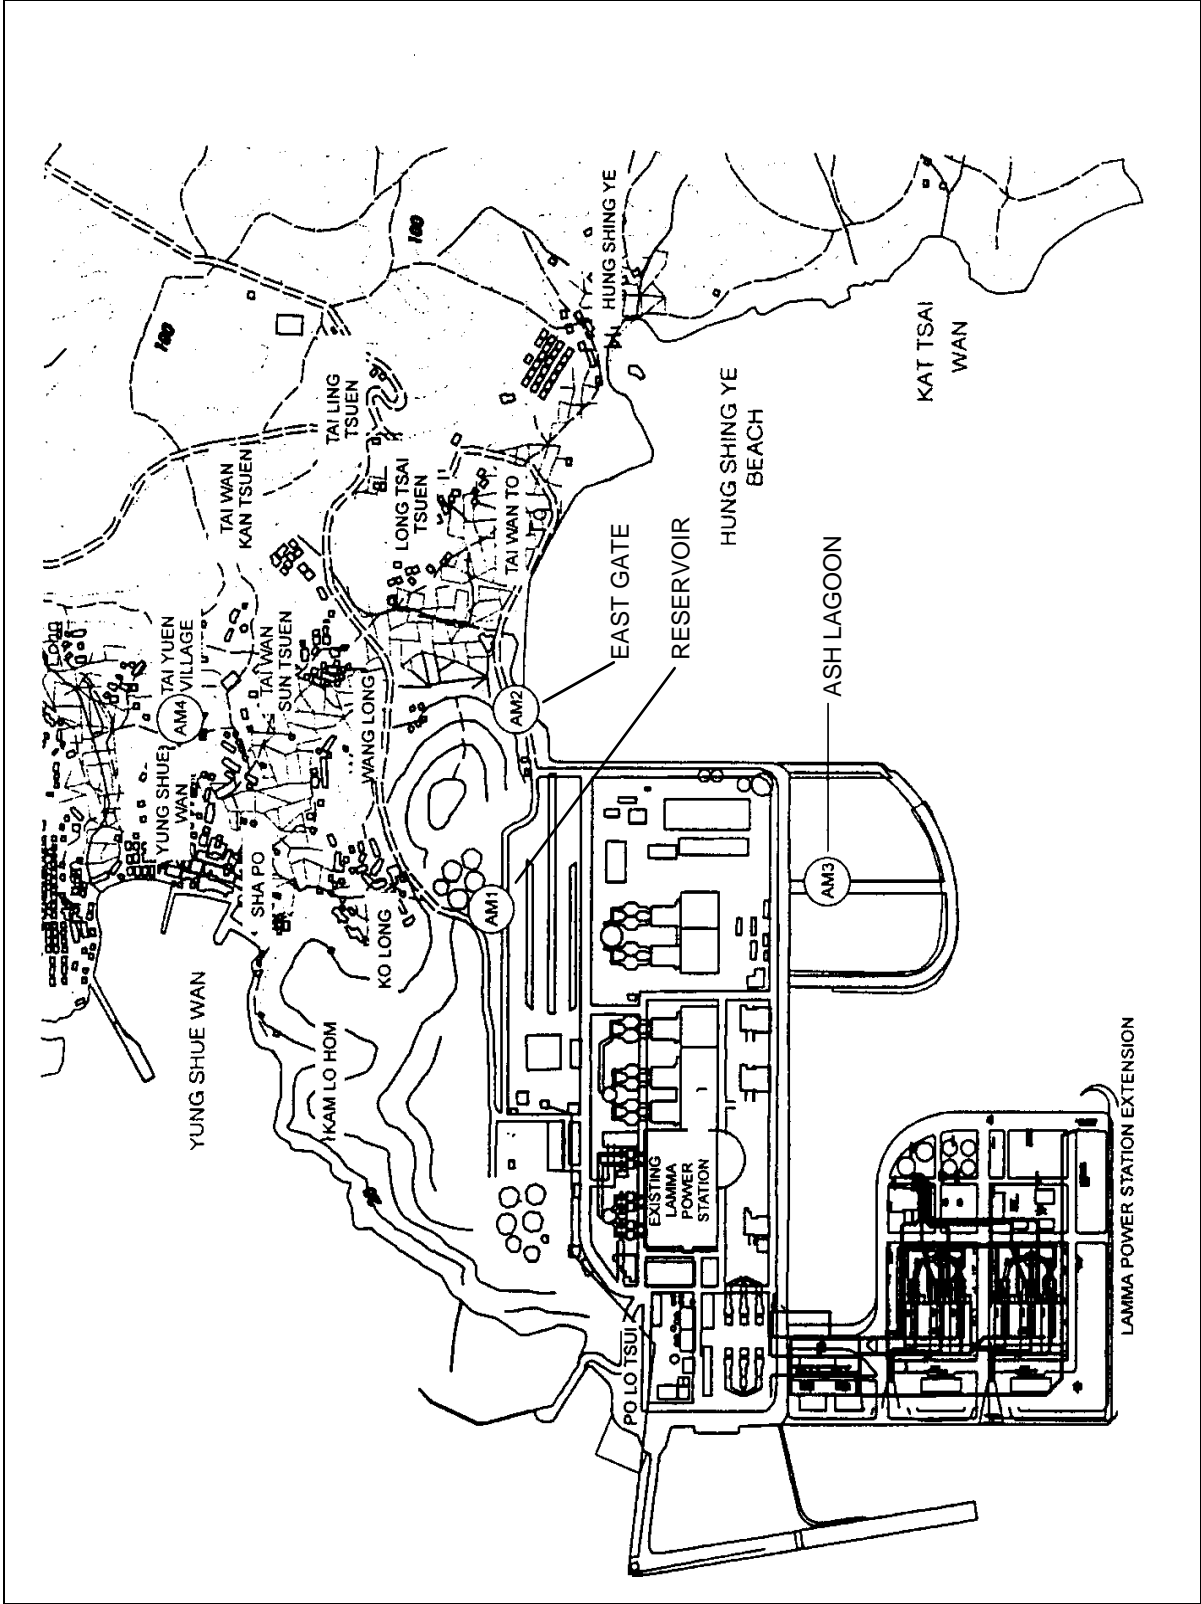 YUNG SHUE WAN
KAM LO HOM
KO LONG
SHA PO
YUNG SHUE
WAN
AM4
TAI YUEN
VILLAGE
TAI WAN
SUN TSUEN
WANG LONG
LONG
TAI WAN
KAN TSUEN
TAI LING
TSUEN
LONG TSAI
TSUEN
TAI WAN TO
100
100
HUNG SHING YE
KAT TSAI
WAN
HUNG SHING YE
BEACH
EAST GATE
RESERVOIR
ASH LAGOON
AM2
AM1
AM3
EXISTING
LAMMA
POWER
STATION
PO LO TSUI
LAMMA POWER STATION EXTENSION